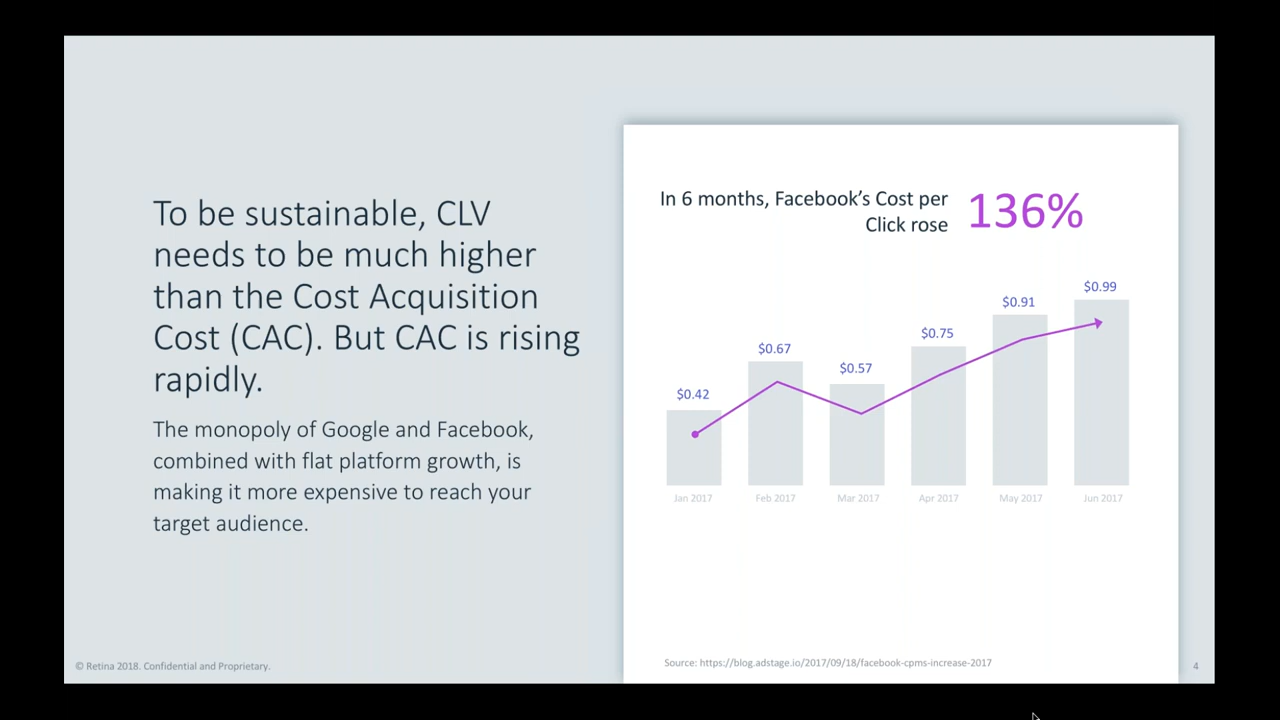 To be sustainable, CLV
needs to be much higher
than the Cost Acquisition
Cost (CAC). But CAC is rising
rapidly.
The monopoly of Google and Facebook,
combined with flat platform growth, is
making it more expensive to reach your
target audience.
In 6 months, Facebook’s Cost per
Click rose
136%
$0.42
$0.67
$0.57
$0.75
$0.91
$0.99
Jan 2017
Feb 2017
Mar 2017
Apr 2017
May 2017
Jun 2017
Source: https://blog.adstage.io/2017/09/18/facebook-cpms-increase-2017
© Retina 2018. Confidential and Proprietary.
4